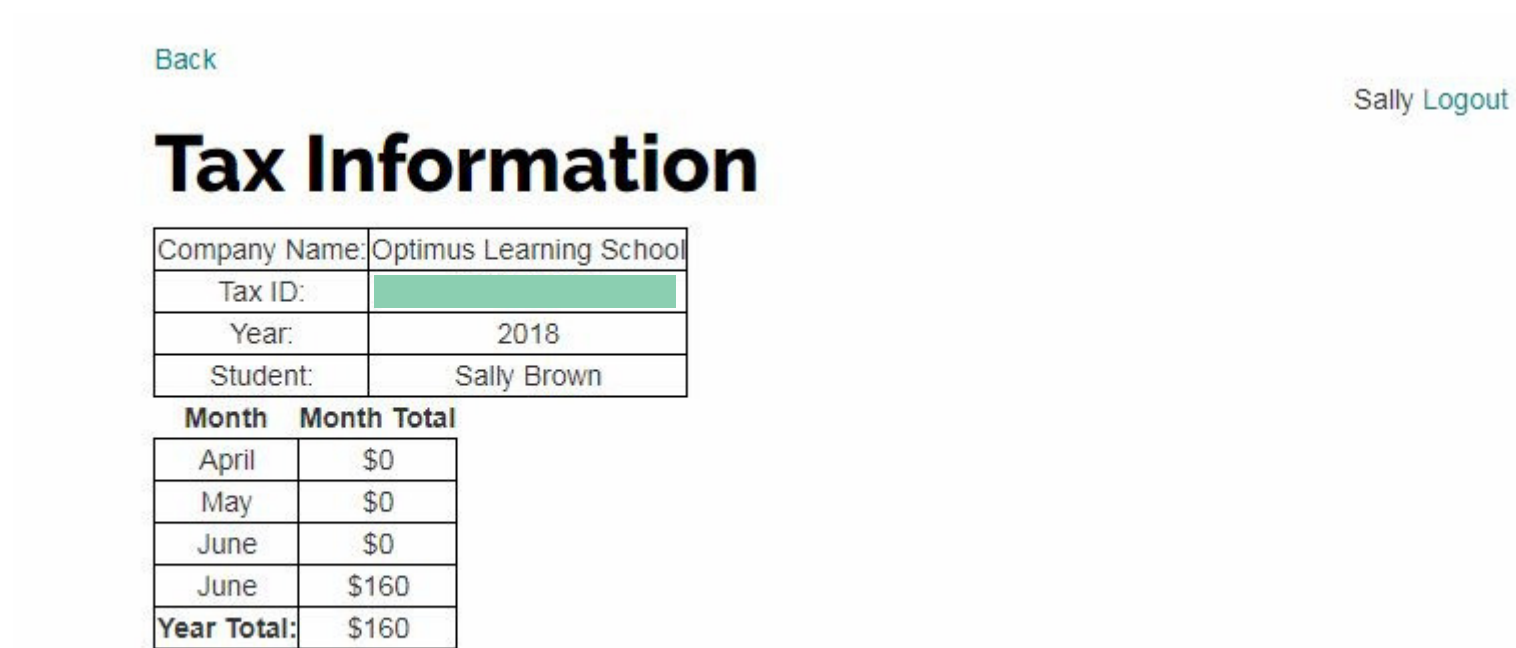 Back
Sally Logout
Tax Information
Company Name: Optimus Learning School
Tax ID:
Year: 2018
Student: Sally Brown
Month Month Total
April $0
May $0
June $0
June $160
Year Total: $160